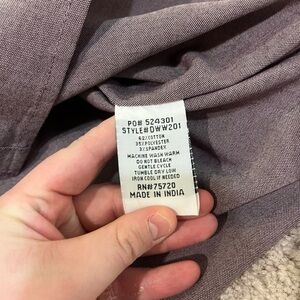 PO# 524301
STYLE#DWW201
62%COTTON
35%POLYESTER
3%SPANDEX
MACHINE WASH WARM
DO NOT BLEACH
GENTLE CYCLE
TUMBLE DRY LOW
IRON COOL IF NEEDED
RN#75720
MADE IN INDIA